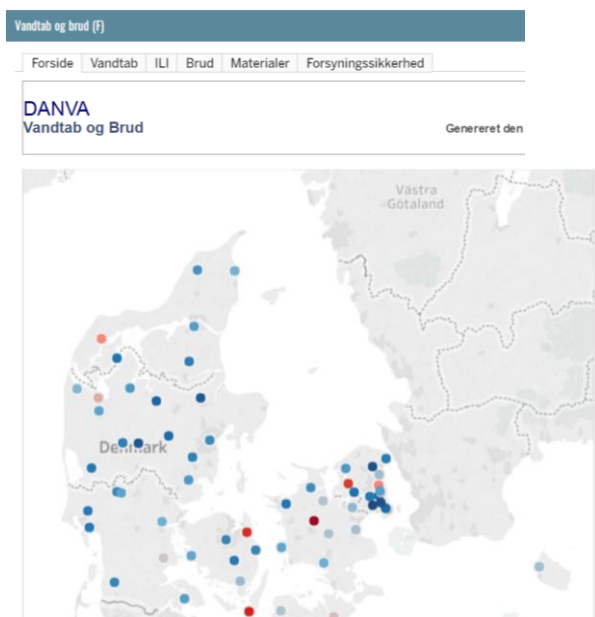 Vandtab og brud (F)
Forside Vandtab ILI Brud Materialer Forsyningssikkerhed
DANVA
Vandtab og Brud
Genereret den
Västra
Götaland
Denmark